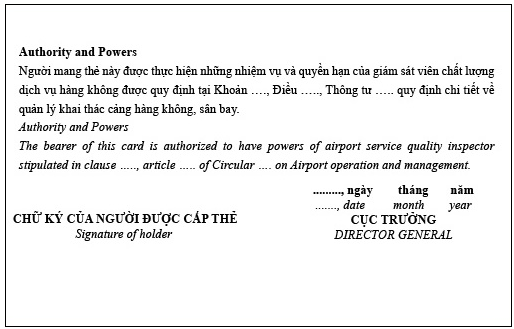 Authority and Powers
Người mang thẻ này được thực hiện những nhiệm vụ và quyền hạn của giám sát viên chất lượng
dịch vụ hàng không được quy định tại Khoản …., Điều ….., Thông tư ….. quy định chi tiết về
quản lý khai thác cảng hàng không, sân bay.
Authority and Powers
The bearer of this card is authorized to have powers of airport service quality inspector
stipulated in clause ….., article ….. of Circular …. on Airport operation and management.
........., ngày tháng năm
......., date month year
CHỮ KÝ CỦA NGƯỜI ĐƯỢC CẤP THẺ CỤC TRƯỞNG
Signature of holder DIRECTOR GENERAL